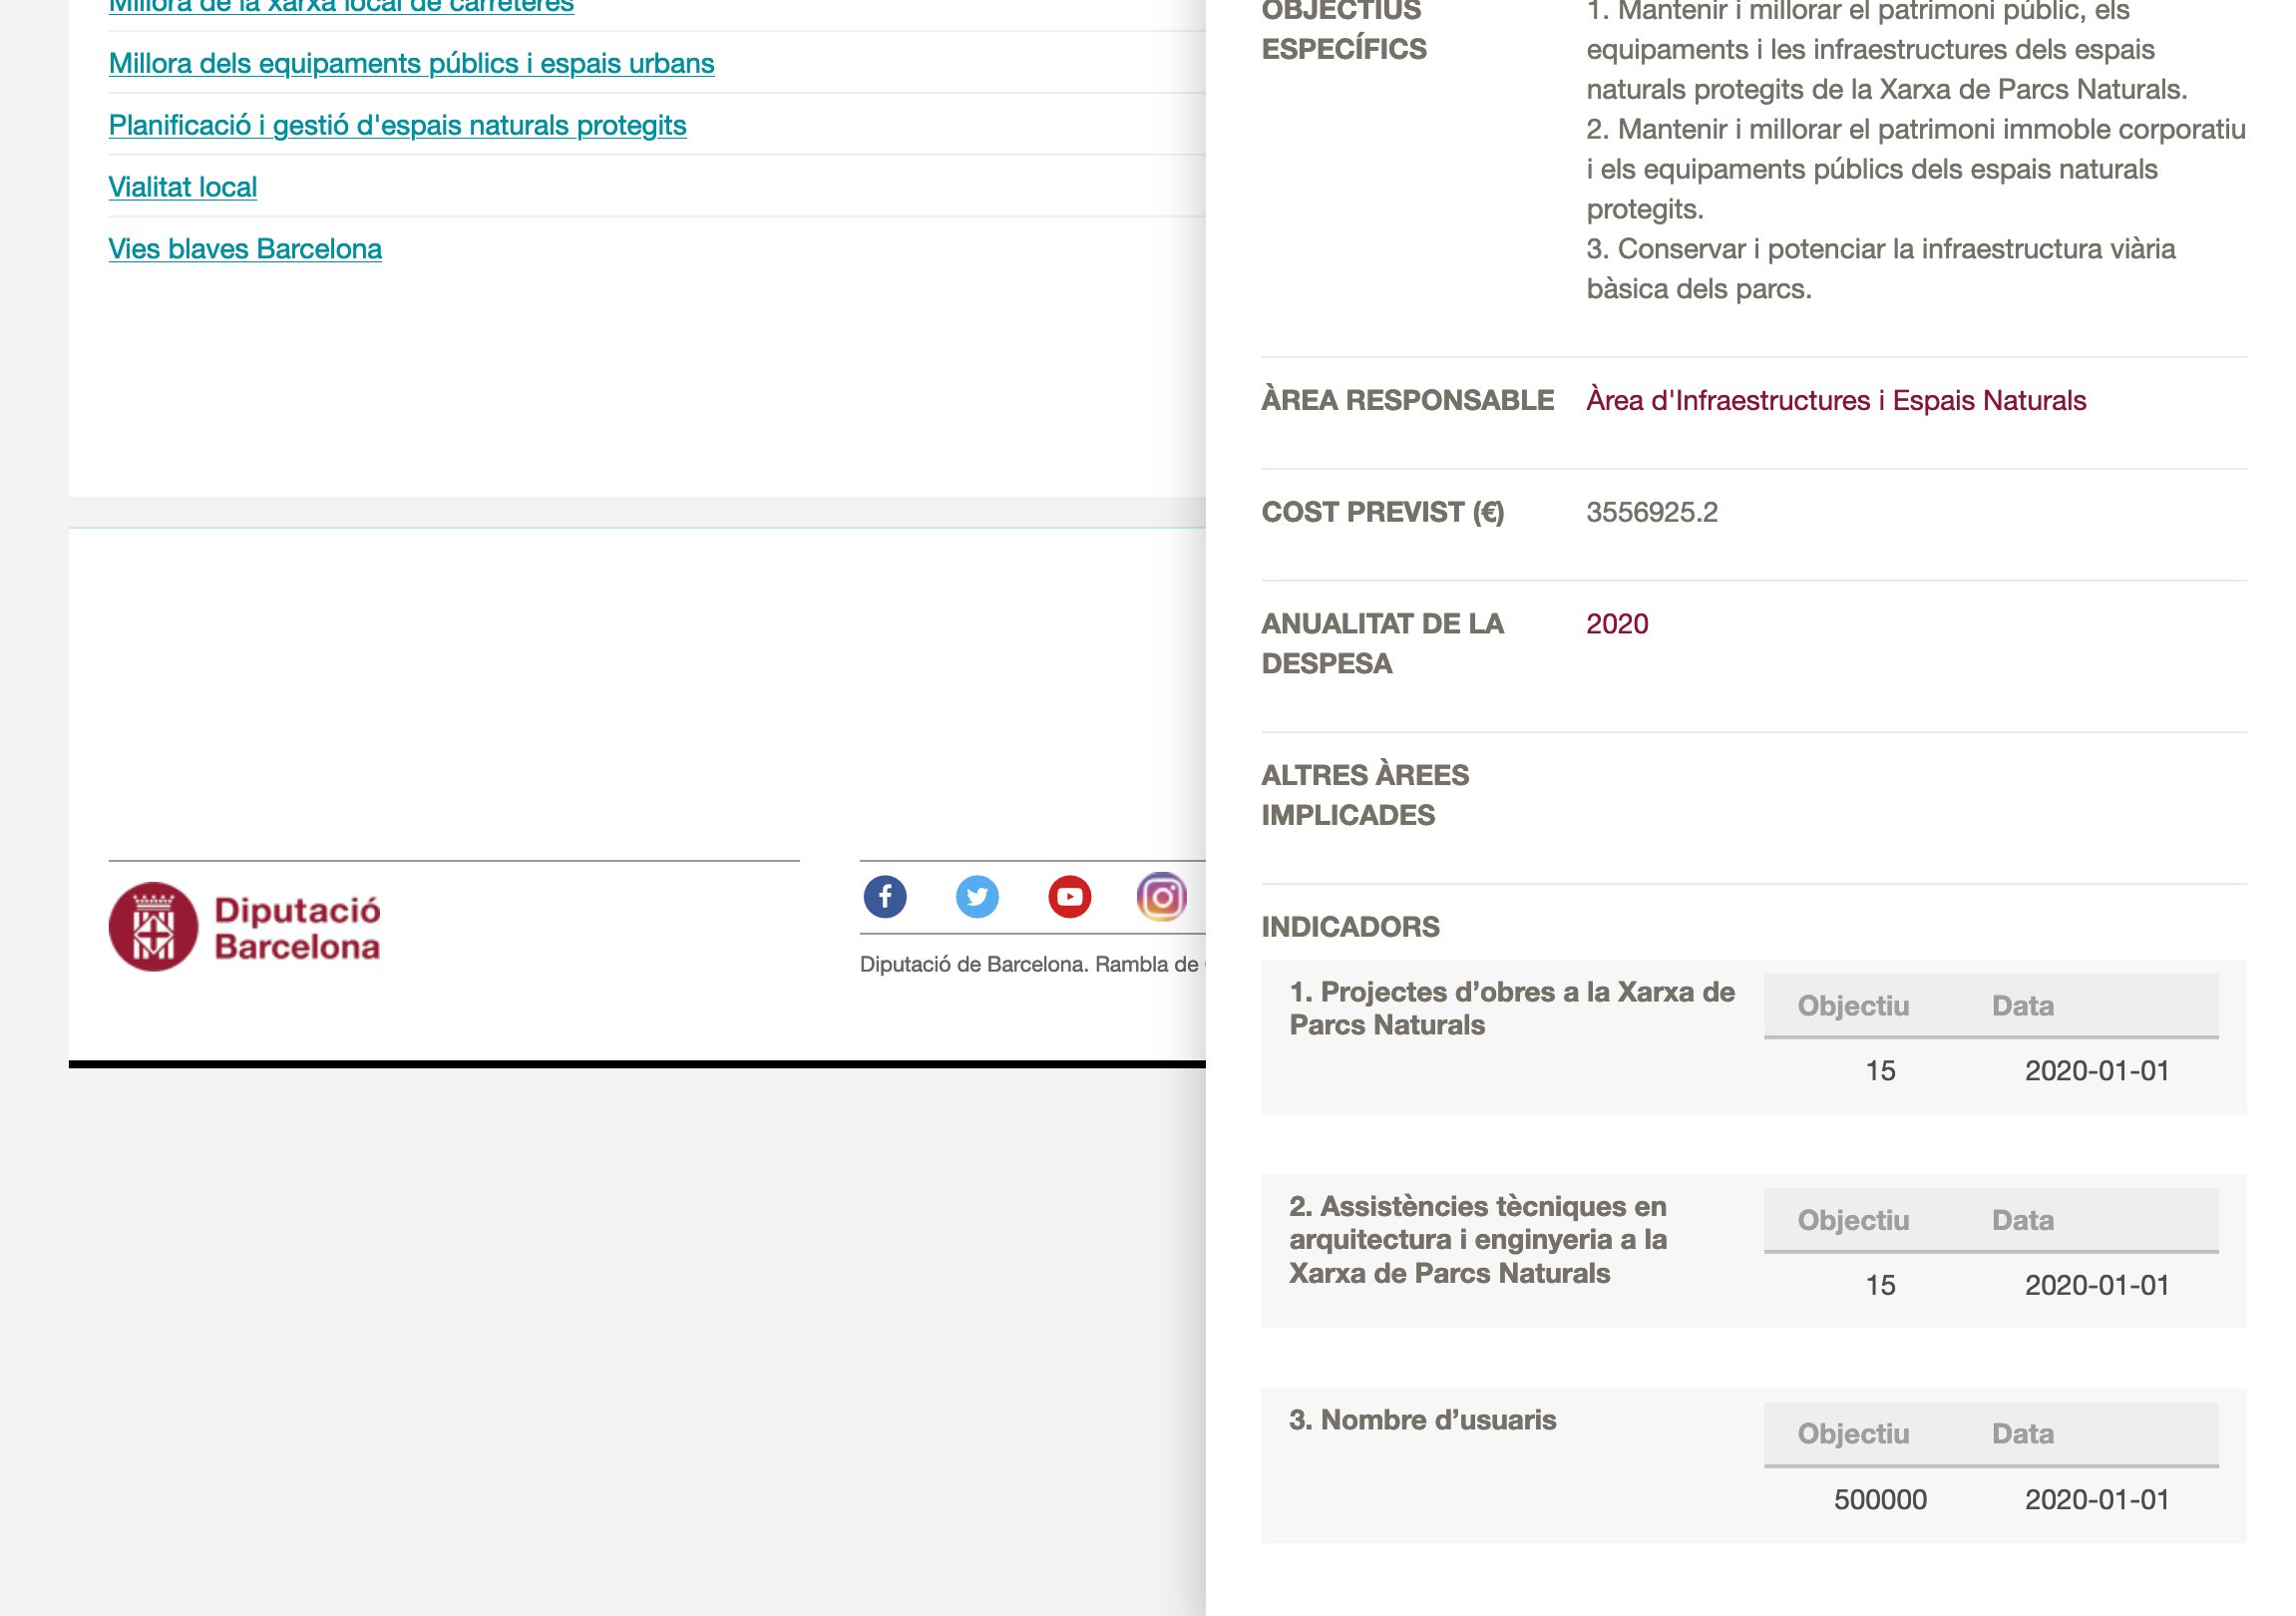 Millora de la xarxa local de carreteres
Millora dels equipaments públics i espais urbans
Planificació i gestió d'espais naturals protegits
Vialitat local
Vies blaves Barcelona
Diputació
Barcelona
Diputació de Barcelona. Rambla de
OBJECTIUS
ESPECÍFICS
1. Mantenir i millorar el patrimoni públic, els
equipaments i les infraestructures dels espais
naturals protegits de la Xarxa de Parcs Naturals.
2. Mantenir i millorar el patrimoni immoble corporatiu
i els equipaments públics dels espais naturals
protegits.
3. Conservar i potenciar la infraestructura viària
bàsica dels parcs.
ÀREA RESPONSABLE
Àrea d'Infraestructures i Espais Naturals
COST PREVIST (€)
3556925.2
ANUALITAT DE LA
DESPESA
2020
ALTRES ÀREES
IMPLICADES
INDICADORS
1. Projectes d’obres a la Xarxa de
Parcs Naturals
Objectiu Data
15 2020-01-01
2. Assistències tècniques en
arquitectura i enginyeria a la
Xarxa de Parcs Naturals
Objectiu Data
15 2020-01-01
3. Nombre d’usuaris
Objectiu Data
500000 2020-01-01